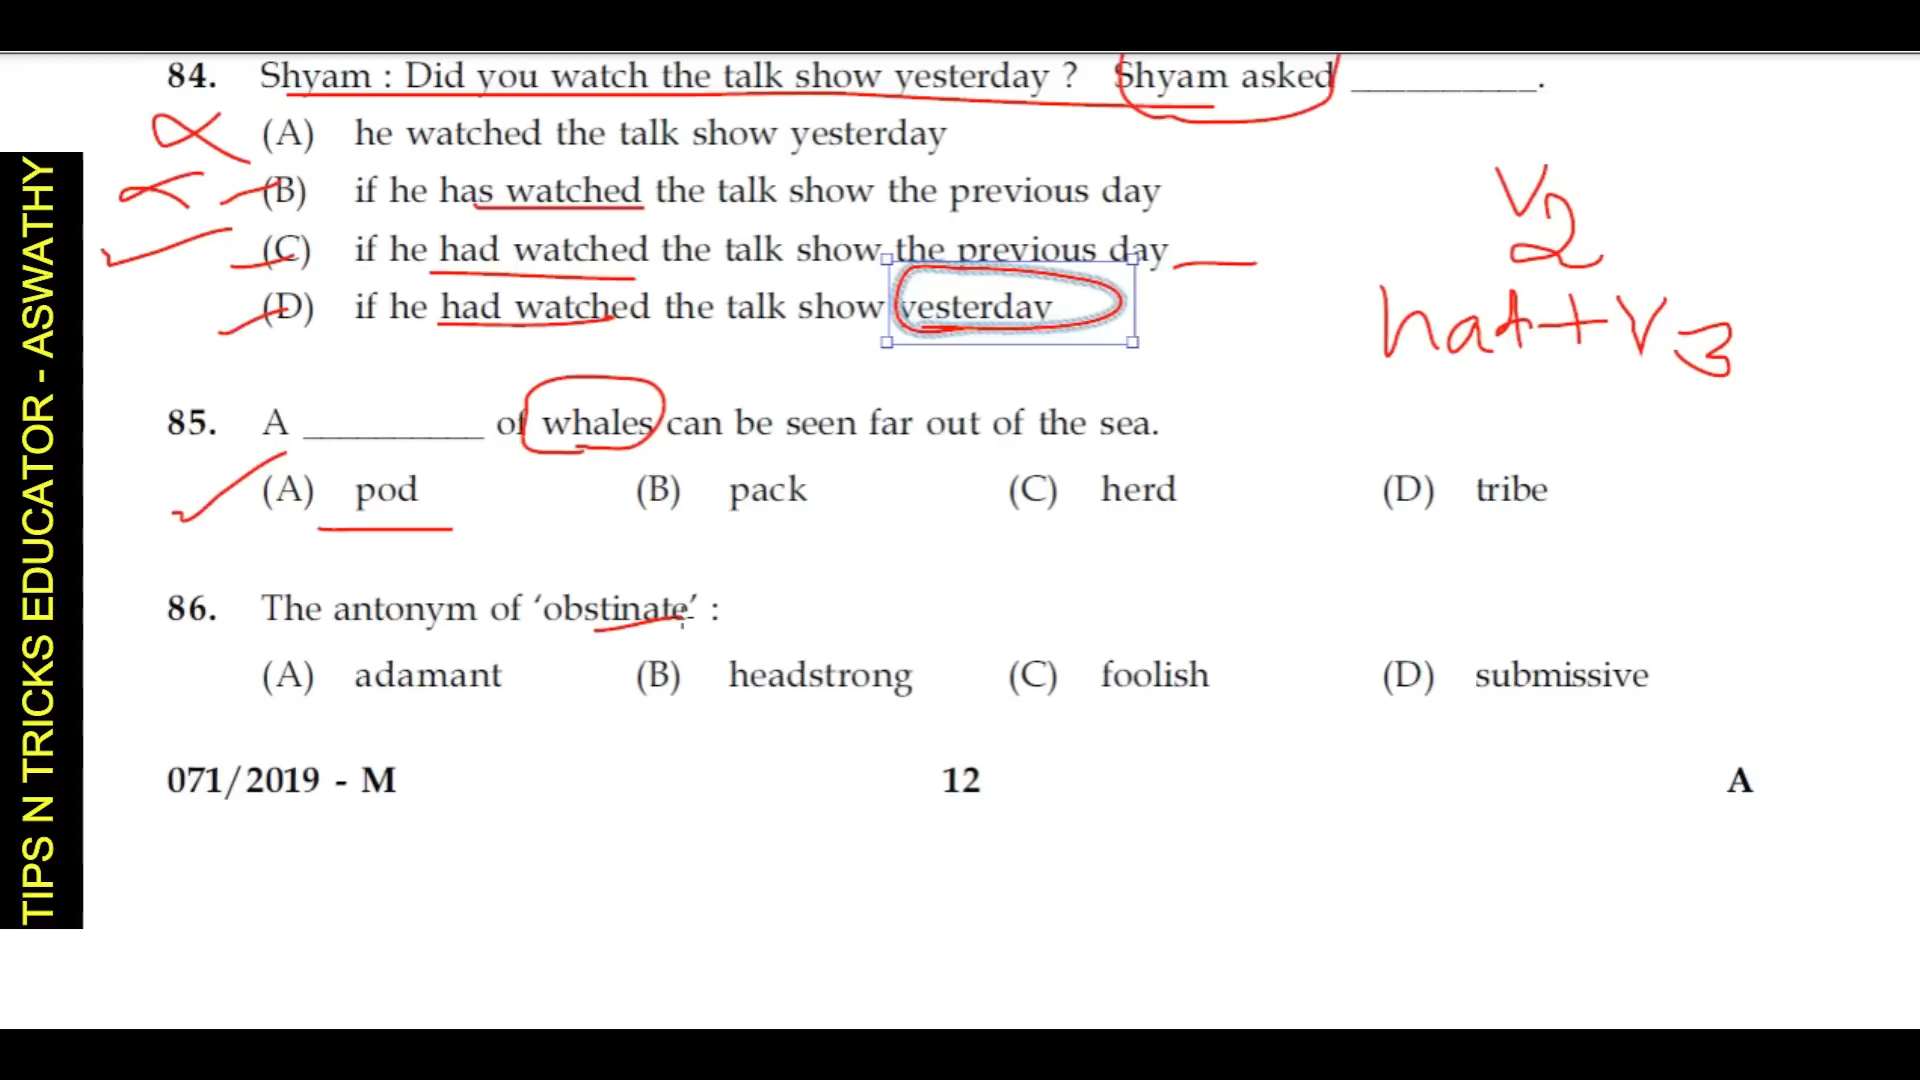 84. Shyam : Did you watch the talk show yesterday ? Shyam asked __________.
(A) he watched the talk show yesterday
(B) if he has watched the talk show the previous day
(C) if he had watched the talk show the previous day
(D) if he had watched the talk show yesterday
V2
had+V3
85. A __________ of whales can be seen far out of the sea.
(A) pod (B) pack (C) herd (D) tribe
86. The antonym of ‘obstinate’ :
(A) adamant (B) headstrong (C) foolish (D) submissive
071/2019 - M 12 A
TIPS N TRICKS EDUCATOR - ASWATHY